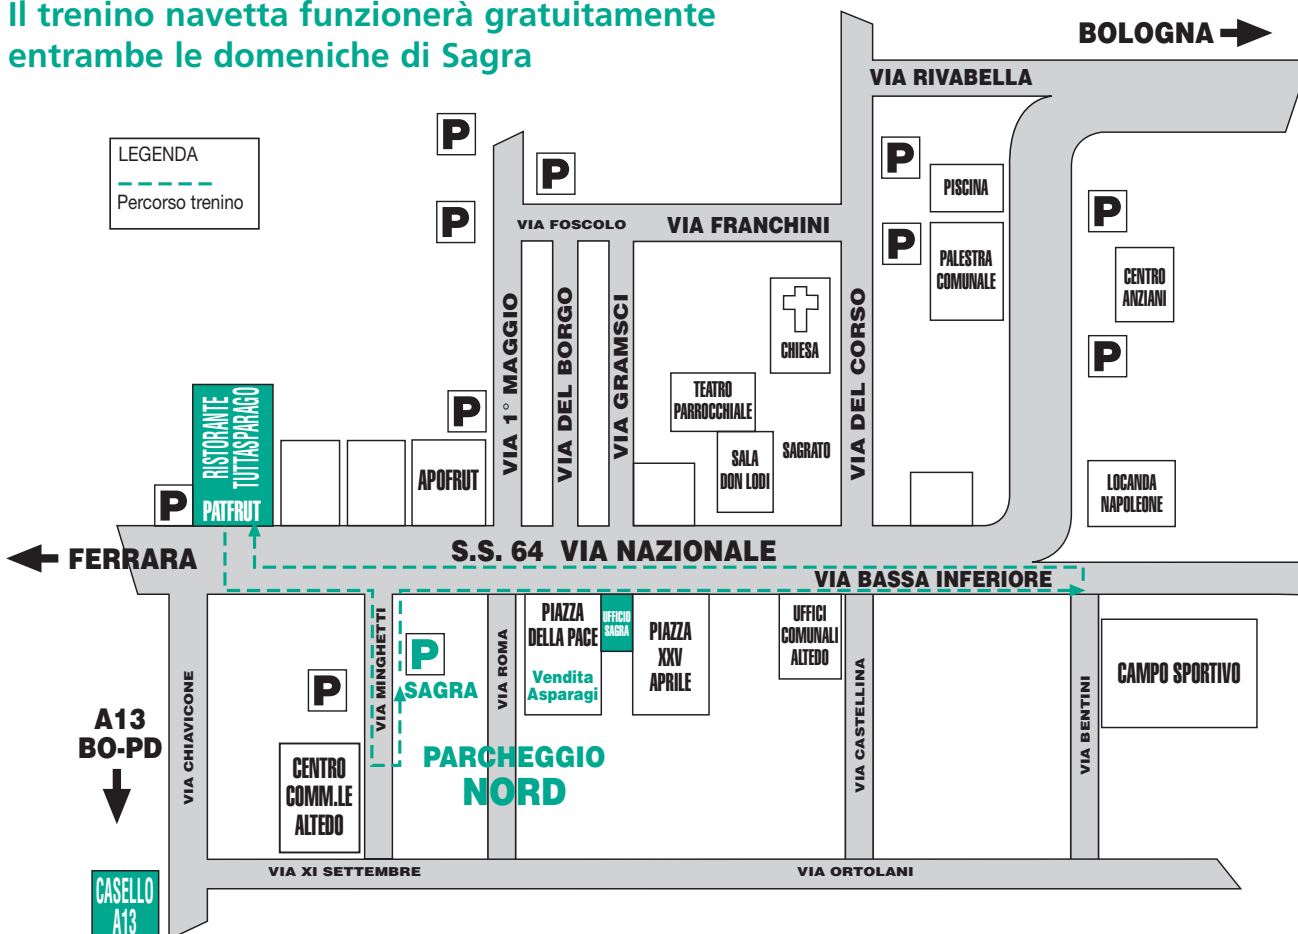 Il trenino navetta funzionerà gratuitamente
entrambe le domeniche di Sagra
BOLOGNA
VIA RIVABELLA
LEGENDA
Percorso trenino
P
P
P
P
P
P
P
P
P
P
P
PISCINA
PALESTRA
COMUNALE
CENTRO
ANZIANI
VIA FOSCOLO
VIA FRANCHINI
VIA 1° MAGGIO
VIA DEL BORGO
VIA GRAMSCI
VIA DEL CORSO
CHIESA
TEATRO
PARROCCHIALE
SALA
DON LODI
SAGRATO
RISTORANTE
TUTTASPARAGO
PATFRUT
APOFRUT
LOCANDA
NAPOLEONE
FERRARA
S.S. 64 VIA NAZIONALE
VIA BASSA INFERIORE
VIA CHIAVICONE
VIA MINGHETTI
SAGRA
VIA ROMA
PIAZZA
DELLA PACE
Vendita
Asparagi
UFFICIO
SAGRA
PIAZZA
XXV
APRILE
UFFICI
COMUNALI
ALTEDO
VIA CASTELLINA
VIA BENTINI
CAMPO SPORTIVO
A13
BO-PD
CENTRO
COMM.LE
ALTEDO
PARCHEGGIO
NORD
VIA XI SETTEMBRE
VIA ORTOLANI
CASELLO
A13